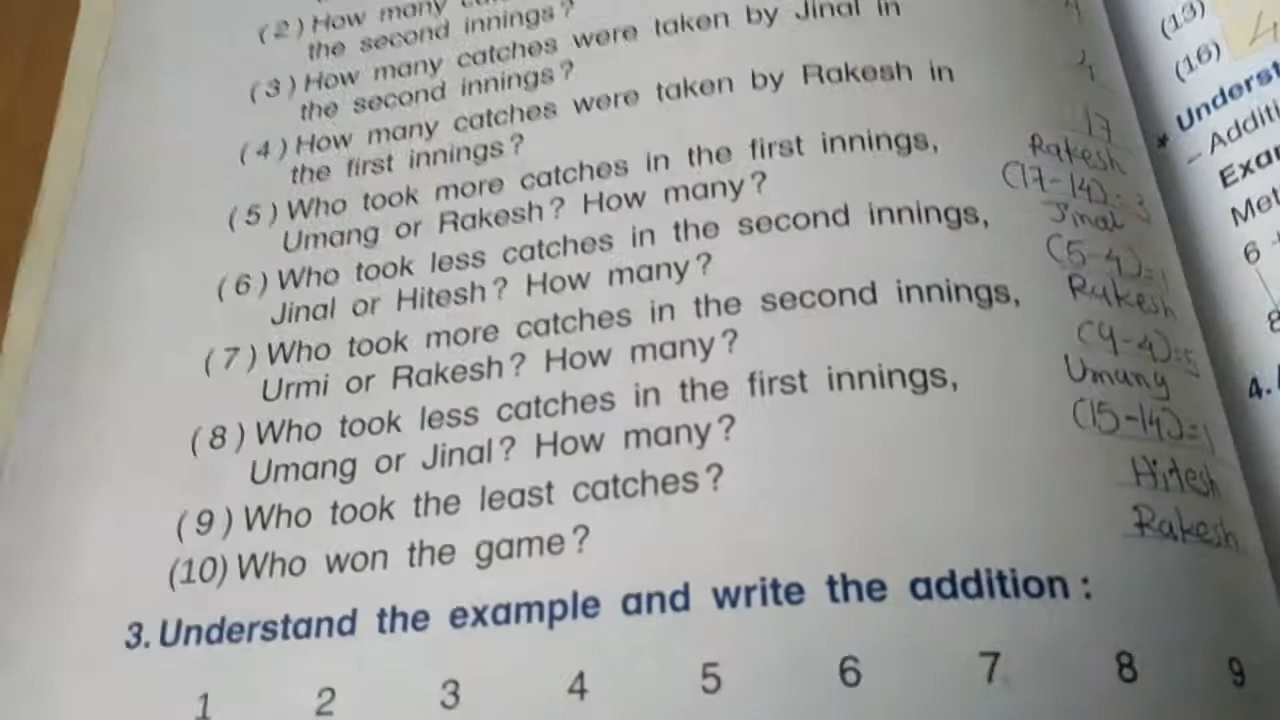 (2) How many
the second innings?
(3) How many catches were taken by Jinal in
the second innings?
(4) How many catches were taken by Rakesh in
the first innings?
17
(5) Who took more catches in the first innings,
Rakesh
Umang or Rakesh? How many?
(17-14)=3
(6) Who took less catches in the second innings,
Jinal
Jinal or Hitesh? How many?
(5-4)=1
(7) Who took more catches in the second innings,
Rakesh
Urmi or Rakesh? How many?
(9-4)=5
(8) Who took less catches in the first innings,
Umang
Umang or Jinal? How many?
(15-14)=1
(9) Who took the least catches?
Hitesh
(10) Who won the game?
Rakesh
3. Understand the example and write the addition :
1 2 3 4 5 6 7 8 9
(13)
(16) 4
*
6
8
4.